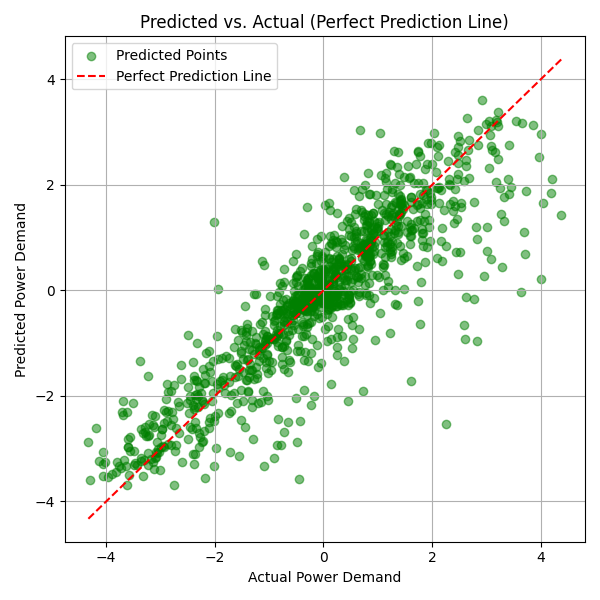 Predicted vs. Actual (Perfect Prediction Line)
Predicted Points
Perfect Prediction Line
Predicted Power Demand
4
2
0
−2
−4
−4 −2 0 2 4
Actual Power Demand